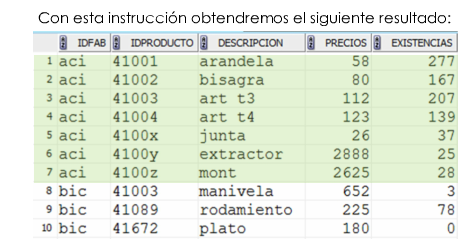 Con esta instrucción obtendremos el siguiente resultado:
IDFAB IDPRODUCTO DESCRIPCION PRECIOS EXISTENCIAS
1 aci 41001 arandela 58 277
2 aci 41002 bisagra 80 167
3 aci 41003 art t3 112 207
4 aci 41004 art t4 123 139
5 aci 4100x junta 26 37
6 aci 4100y extractor 2888 25
7 aci 4100z mont 2625 28
8 bic 41003 manivela 652 3
9 bic 41089 rodamiento 225 78
10 bic 41672 plato 180 0